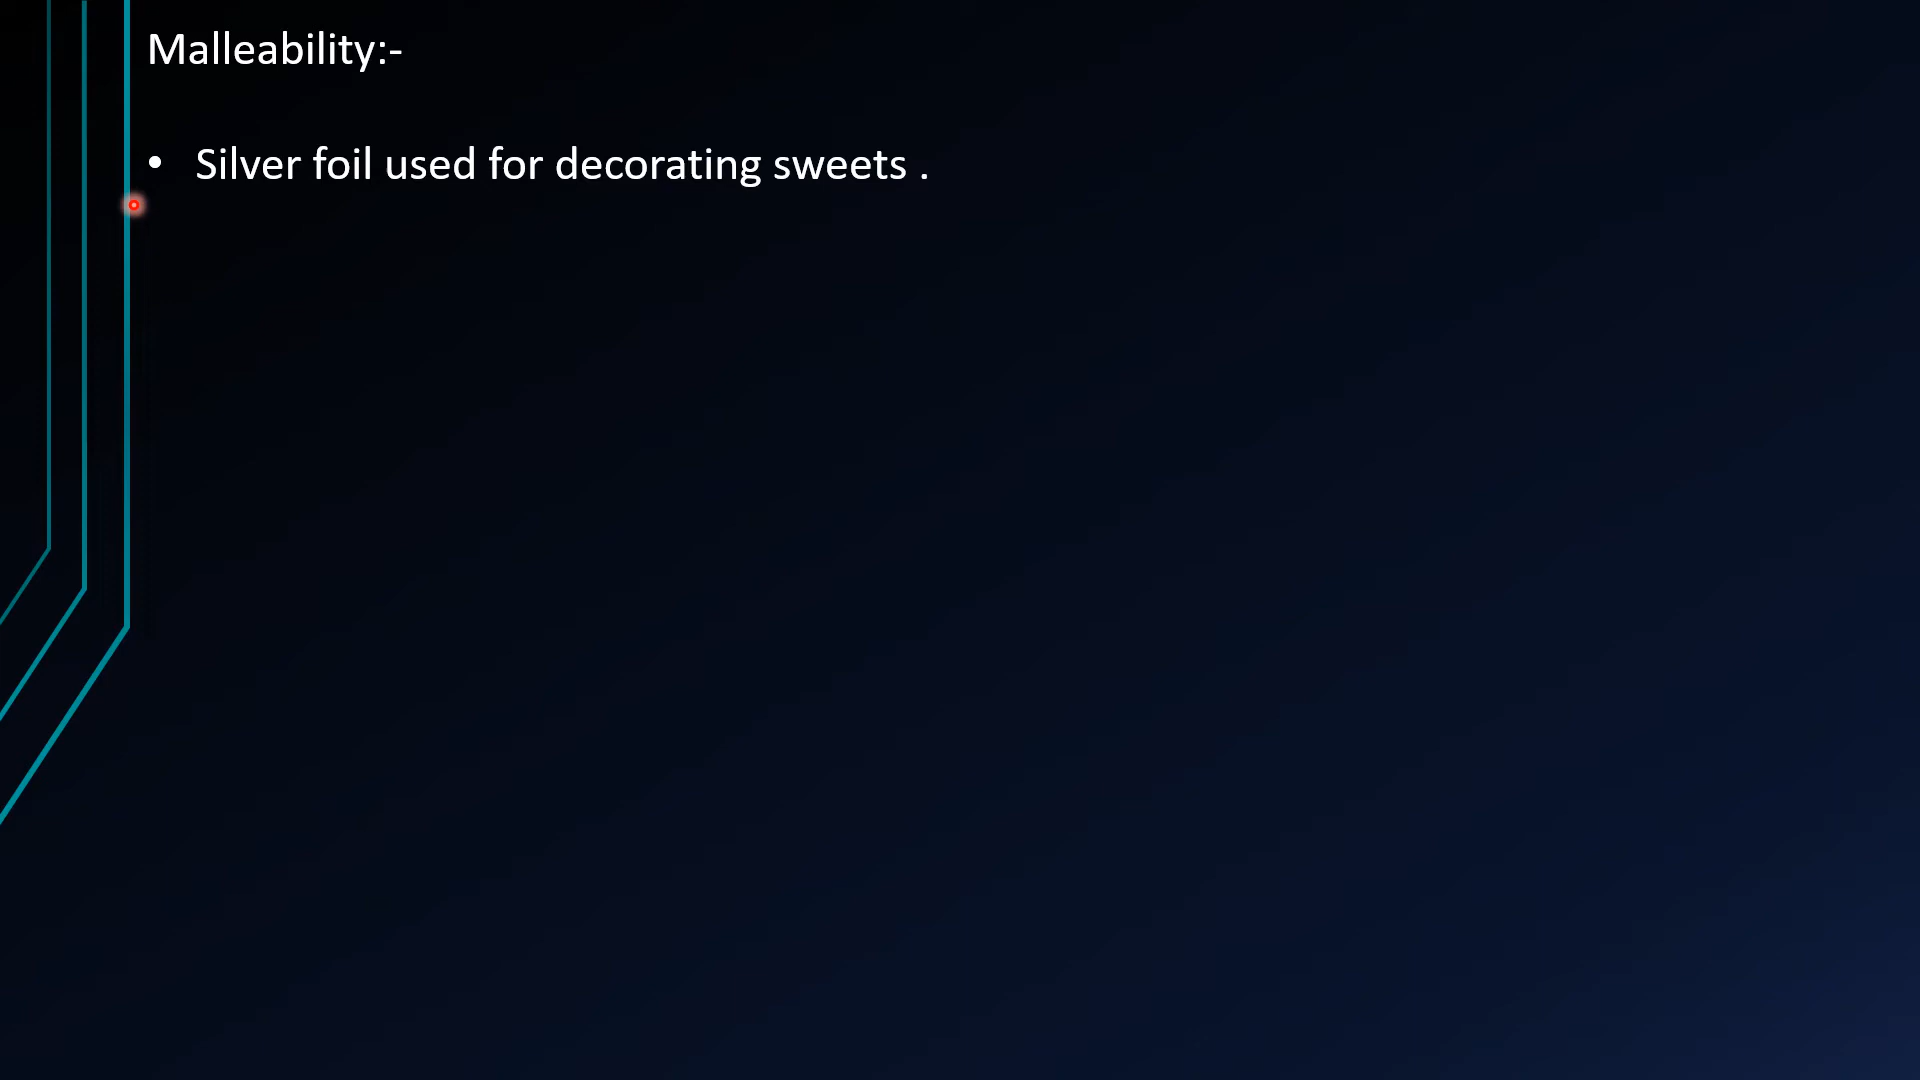 Malleability:-
• Silver foil used for decorating sweets .